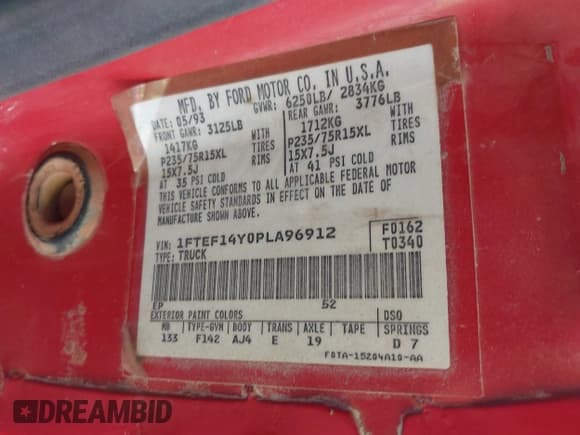 MFD. BY FORD MOTOR CO. IN U.S.A.
DATE: 05/93 GVWR: 6250LB/ 2834KG
FRONT GAWR: 3125LB REAR GAWR: 3776LB
1417KG WITH 1712KG WITH
P235/75R15XL TIRES P235/75R15XL TIRES
15X7.5J RIMS 15X7.5J RIMS
AT 35 PSI COLD AT 41 PSI COLD
THIS VEHICLE CONFORMS TO ALL APPLICABLE FEDERAL MOTOR
VEHICLE SAFETY STANDARDS IN EFFECT ON THE DATE OF
MANUFACTURE SHOWN ABOVE.
VIN: 1FTEF14Y0PLA96912 F0162
TYPE: TRUCK T0340
EP 52
EXTERIOR PAINT COLORS DSO
WB TYPE-GVW BODY TRANS AXLE TAPE SPRINGS
133 F142 AJ4 E 19 D 7
F0TA-15204A10-AA
DREAMBID